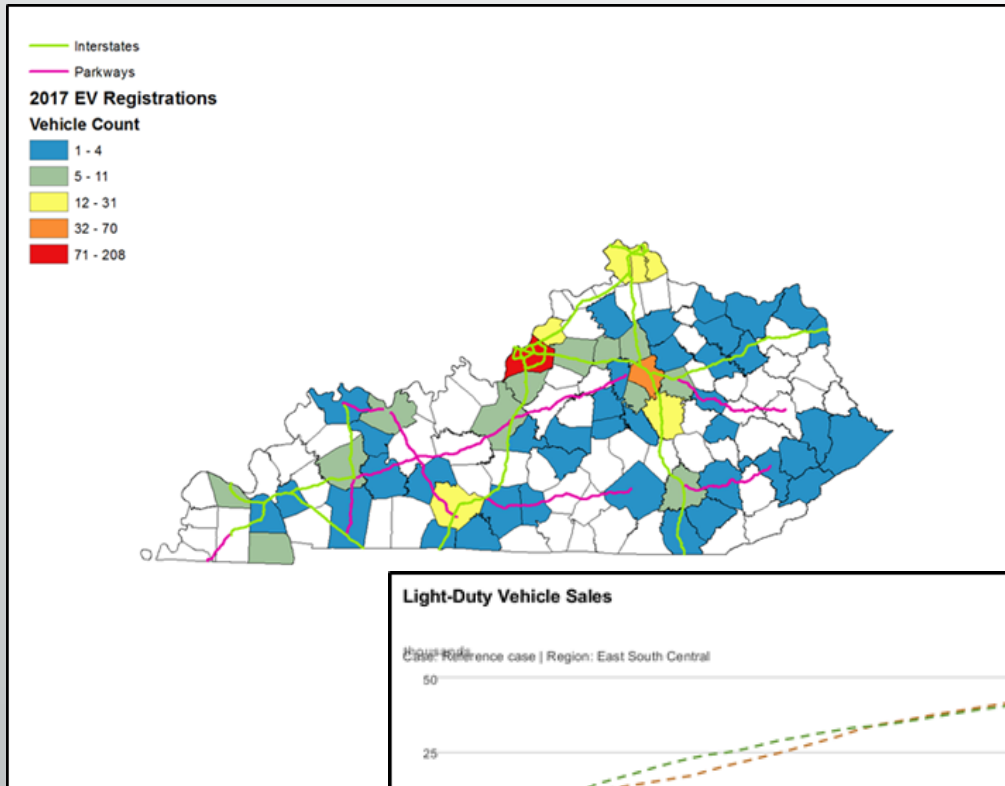 Interstates
Parkways
2017 EV Registrations
Vehicle Count
1 - 4
5 - 11
12 - 31
32 - 70
71 - 208
Light-Duty Vehicle Sales
thousands
Case: Reference case | Region: East South Central
50
25